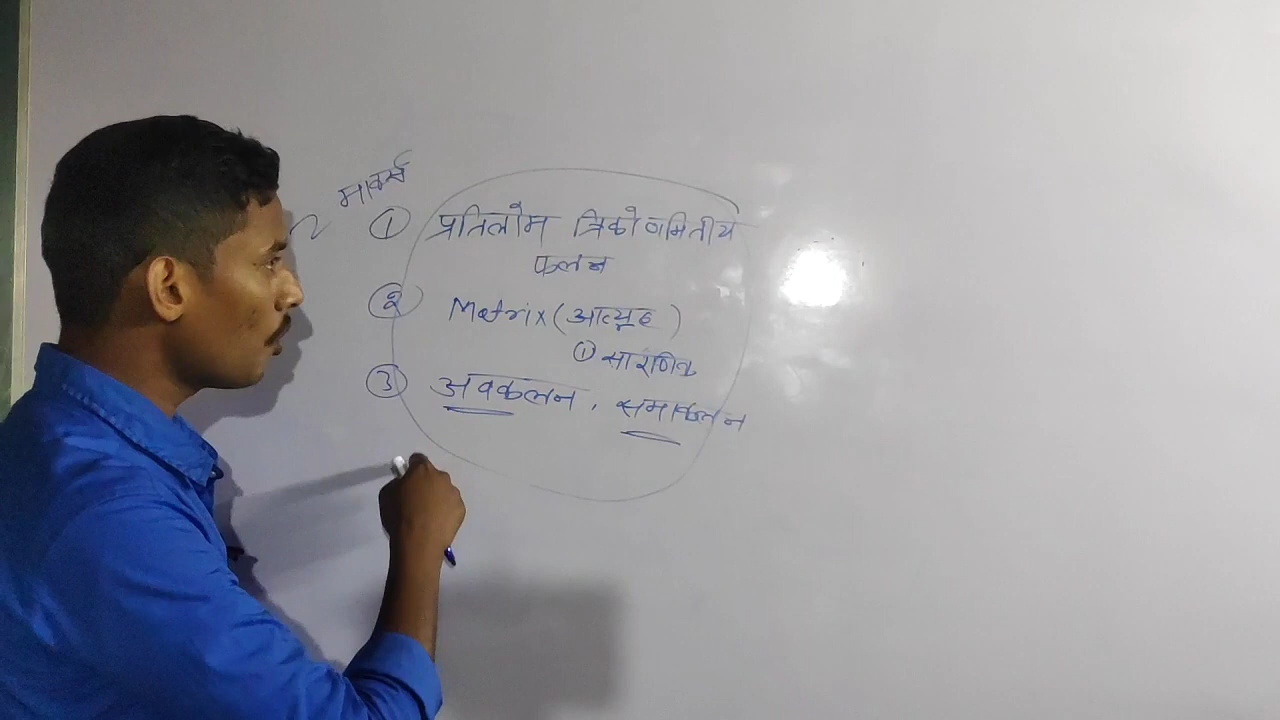 मार्क्स
① प्रतिलोम त्रिकोणमितीय
फलन
② Matrix (आव्यूह)
① सारणिक
③ अवकलन, समाकलन